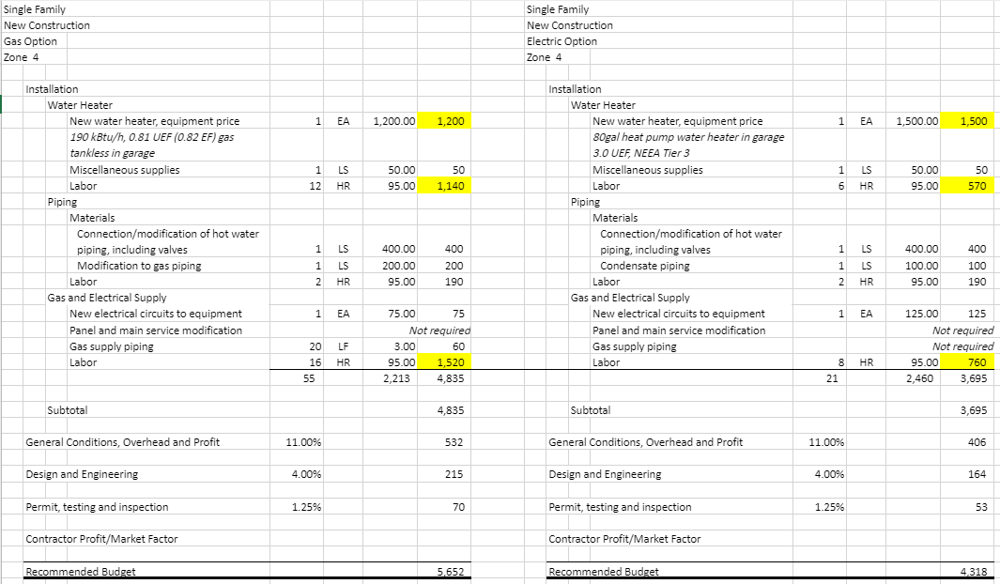 Single Family
New Construction
Gas Option
Zone 4
Installation
Water Heater
New water heater, equipment price 1 EA 1,200.00 1,200
190 kBtu/h, 0.81 UEF (0.82 EF) gas
tankless in garage
Miscellaneous supplies 1 LS 50.00 50
Labor 12 HR 95.00 1,140
Piping
Materials
Connection/modification of hot water
piping, including valves 1 LS 400.00 400
Modification to gas piping 1 LS 200.00 200
Labor 2 HR 95.00 190
Gas and Electrical Supply
New electrical circuits to equipment 1 EA 75.00 75
Panel and main service modification Not required
Gas supply piping 20 LF 3.00 60
Labor 16 HR 95.00 1,520
55 2,213 4,835
Subtotal 4,835
General Conditions, Overhead and Profit 11.00% 532
Design and Engineering 4.00% 215
Permit, testing and inspection 1.25% 70
Contractor Profit/Market Factor
Recommended Budget 5,652
Single Family
New Construction
Electric Option
Zone 4
Installation
Water Heater
New water heater, equipment price 1 EA 1,500.00 1,500
80gal heat pump water heater in garage
3.0 UEF, NEEA Tier 3
Miscellaneous supplies 1 LS 50.00 50
Labor 6 HR 95.00 570
Piping
Materials
Connection/modification of hot water
piping, including valves 1 LS 400.00 400
Condensate piping 1 LS 100.00 100
Labor 2 HR 95.00 190
Gas and Electrical Supply
New electrical circuits to equipment 1 EA 125.00 125
Panel and main service modification Not required
Gas supply piping Not required
Labor 8 HR 95.00 760
21 2,460 3,695
Subtotal 3,695
General Conditions, Overhead and Profit 11.00% 406
Design and Engineering 4.00% 164
Permit, testing and inspection 1.25% 53
Contractor Profit/Market Factor
Recommended Budget 4,318